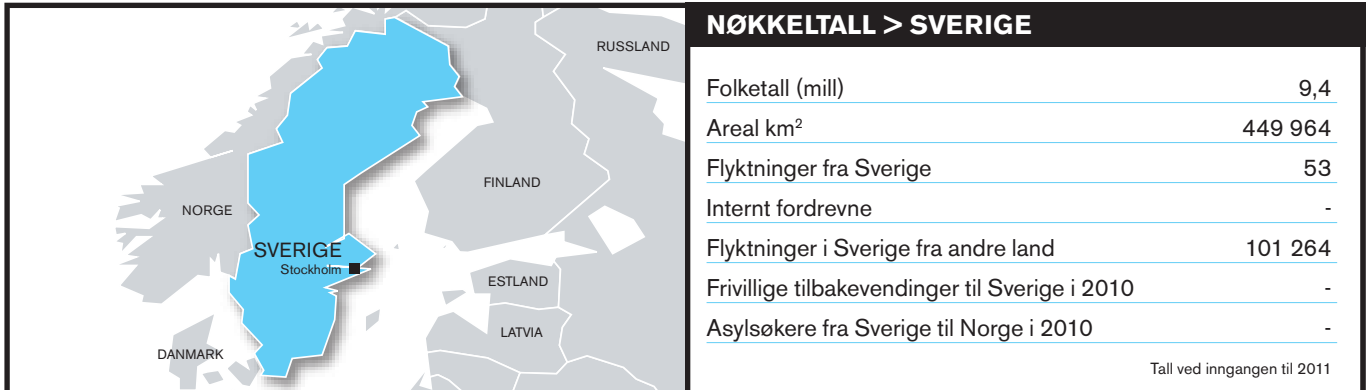 RUSSLAND
FINLAND
NORGE
SVERIGE
Stockholm
ESTLAND
LATVIA
DANMARK
NØKKELTALL > SVERIGE
Folketall (mill) 9,4
Areal km² 449 964
Flyktninger fra Sverige 53
Internt fordrevne -
Flyktninger i Sverige fra andre land 101 264
Frivillige tilbakevendinger til Sverige i 2010 -
Asylsøkere fra Sverige til Norge i 2010 -
Tall ved inngangen til 2011